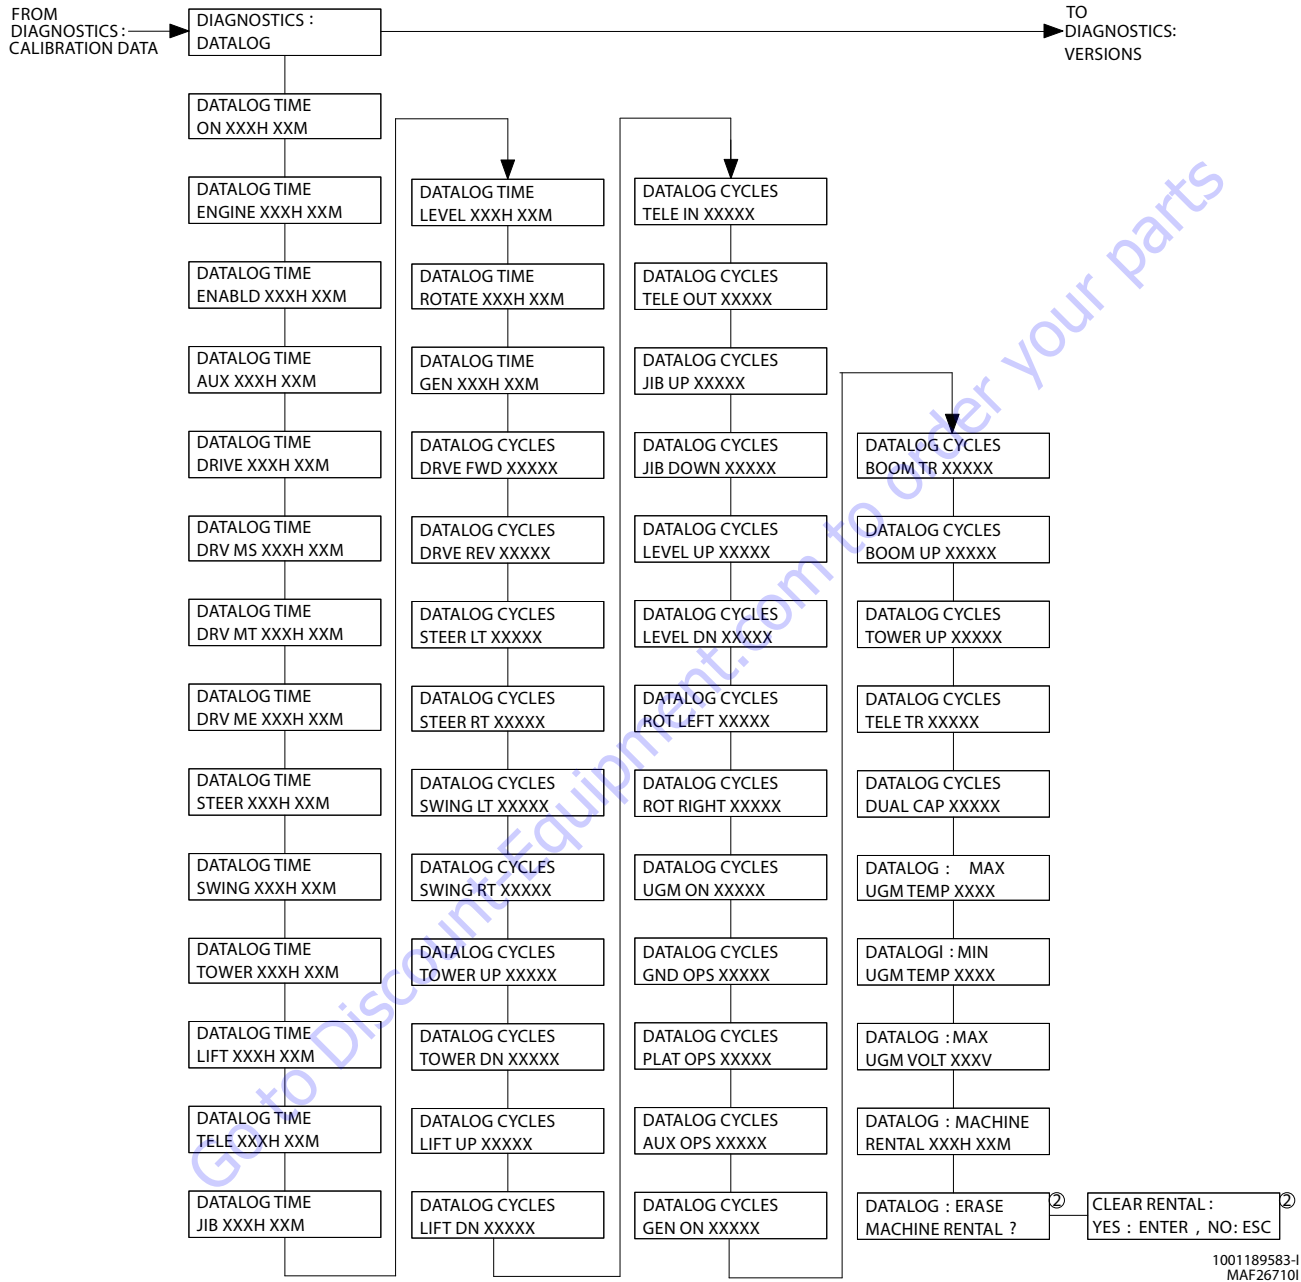 FROM
DIAGNOSTICS :
CALIBRATION DATA
DIAGNOSTICS :
DATALOG
TO
DIAGNOSTICS:
VERSIONS
DATALOG TIME
ON XXXH XXM
DATALOG TIME
ENGINE XXXH XXM
DATALOG TIME
ENABLD XXXH XXM
DATALOG TIME
AUX XXXH XXM
DATALOG TIME
DRIVE XXXH XXM
DATALOG TIME
DRV MS XXXH XXM
DATALOG TIME
DRV MT XXXH XXM
DATALOG TIME
DRV ME XXXH XXM
DATALOG TIME
STEER XXXH XXM
DATALOG TIME
SWING XXXH XXM
DATALOG TIME
TOWER XXXH XXM
DATALOG TIME
LIFT XXXH XXM
DATALOG TIME
TELE XXXH XXM
DATALOG TIME
JIB XXXH XXM
DATALOG TIME
LEVEL XXXH XXM
DATALOG TIME
ROTATE XXXH XXM
DATALOG TIME
GEN XXXH XXM
DATALOG CYCLES
DRVE FWD XXXXX
DATALOG CYCLES
DRVE REV XXXXX
DATALOG CYCLES
STEER LT XXXXX
DATALOG CYCLES
STEER RT XXXXX
DATALOG CYCLES
SWING LT XXXXX
DATALOG CYCLES
SWING RT XXXXX
DATALOG CYCLES
TOWER UP XXXXX
DATALOG CYCLES
TOWER DN XXXXX
DATALOG CYCLES
LIFT UP XXXXX
DATALOG CYCLES
LIFT DN XXXXX
DATALOG CYCLES
TELE IN XXXXX
DATALOG CYCLES
TELE OUT XXXXX
DATALOG CYCLES
JIB UP XXXXX
DATALOG CYCLES
JIB DOWN XXXXX
DATALOG CYCLES
LEVEL UP XXXXX
DATALOG CYCLES
LEVEL DN XXXXX
DATALOG CYCLES
ROT LEFT XXXXX
DATALOG CYCLES
ROT RIGHT XXXXX
DATALOG CYCLES
UGM ON XXXXX
DATALOG CYCLES
GND OPS XXXXX
DATALOG CYCLES
PLAT OPS XXXXX
DATALOG CYCLES
AUX OPS XXXXX
DATALOG CYCLES
GEN ON XXXXX
DATALOG CYCLES
BOOM TR XXXXX
DATALOG CYCLES
BOOM UP XXXXX
DATALOG CYCLES
TOWER UP XXXXX
DATALOG CYCLES
TELE TR XXXXX
DATALOG CYCLES
DUAL CAP XXXXX
DATALOG : MAX
UGM TEMP XXXX
DATALOGl : MIN
UGM TEMP XXXX
DATALOG : MAX
UGM VOLT XXXV
DATALOG : MACHINE
RENTAL XXXH XXM
DATALOG : ERASE ②
MACHINE RENTAL ?
CLEAR RENTAL : ②
YES : ENTER , NO: ESC
1001189583-I
MAF26710I
Go to Discount-Equipment.com to order your parts